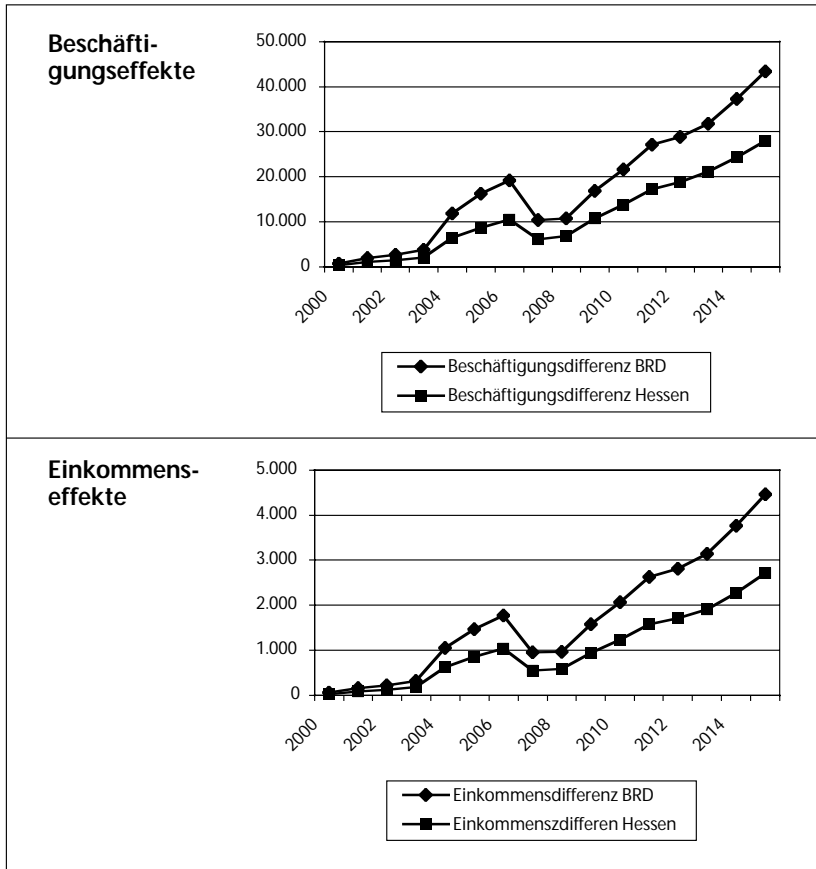 Beschäfti-
gungseffekte
50.000
40.000
30.000
20.000
10.000
0
2000 2002 2004 2006 2008 2010 2012 2014
Beschäftigungsdifferenz BRD
Beschäftigungsdifferenz Hessen
Einkommens-
effekte
5.000
4.000
3.000
2.000
1.000
0
2000 2002 2004 2006 2008 2010 2012 2014
Einkommensdifferenz BRD
Einkommenszdifferen Hessen